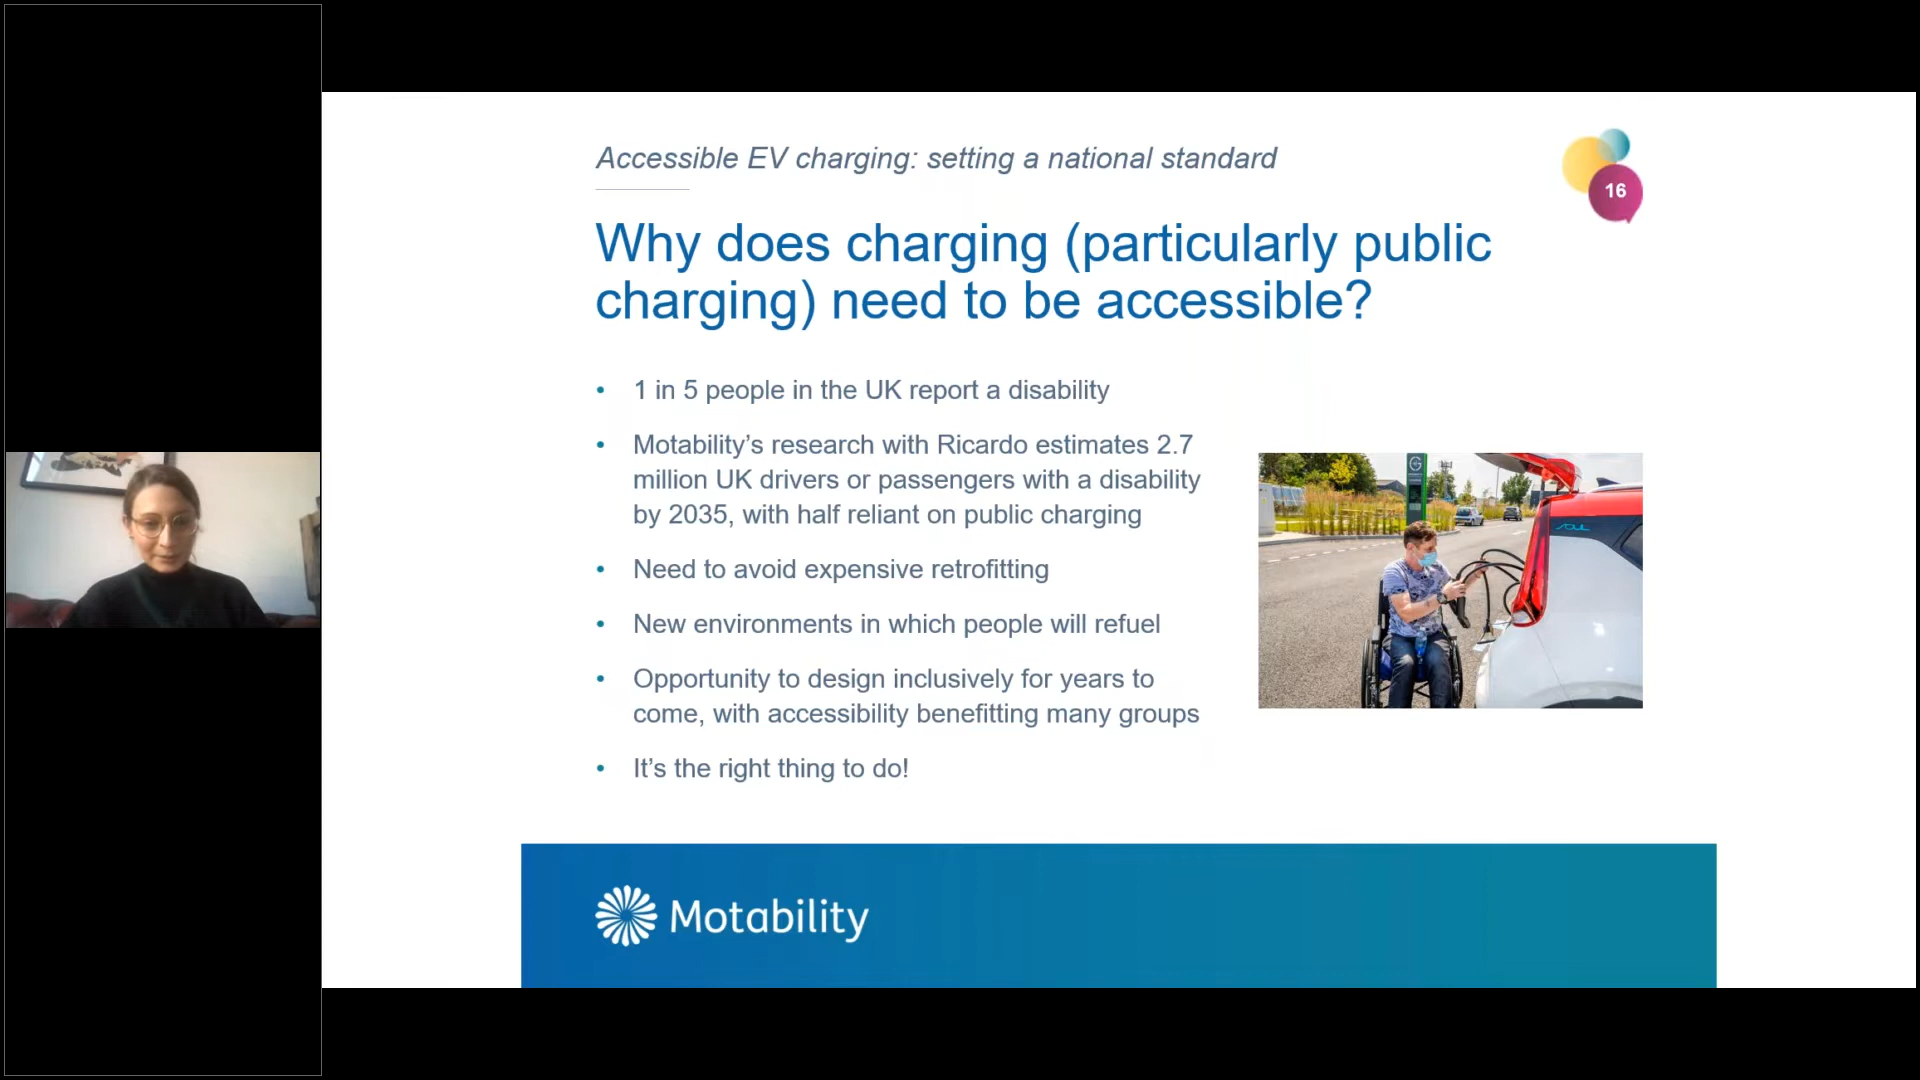 Accessible EV charging: setting a national standard
16
Why does charging (particularly public
charging) need to be accessible?
• 1 in 5 people in the UK report a disability
• Motability’s research with Ricardo estimates 2.7
million UK drivers or passengers with a disability
by 2035, with half reliant on public charging
• Need to avoid expensive retrofitting
• New environments in which people will refuel
• Opportunity to design inclusively for years to
come, with accessibility benefitting many groups
• It’s the right thing to do!
Motability